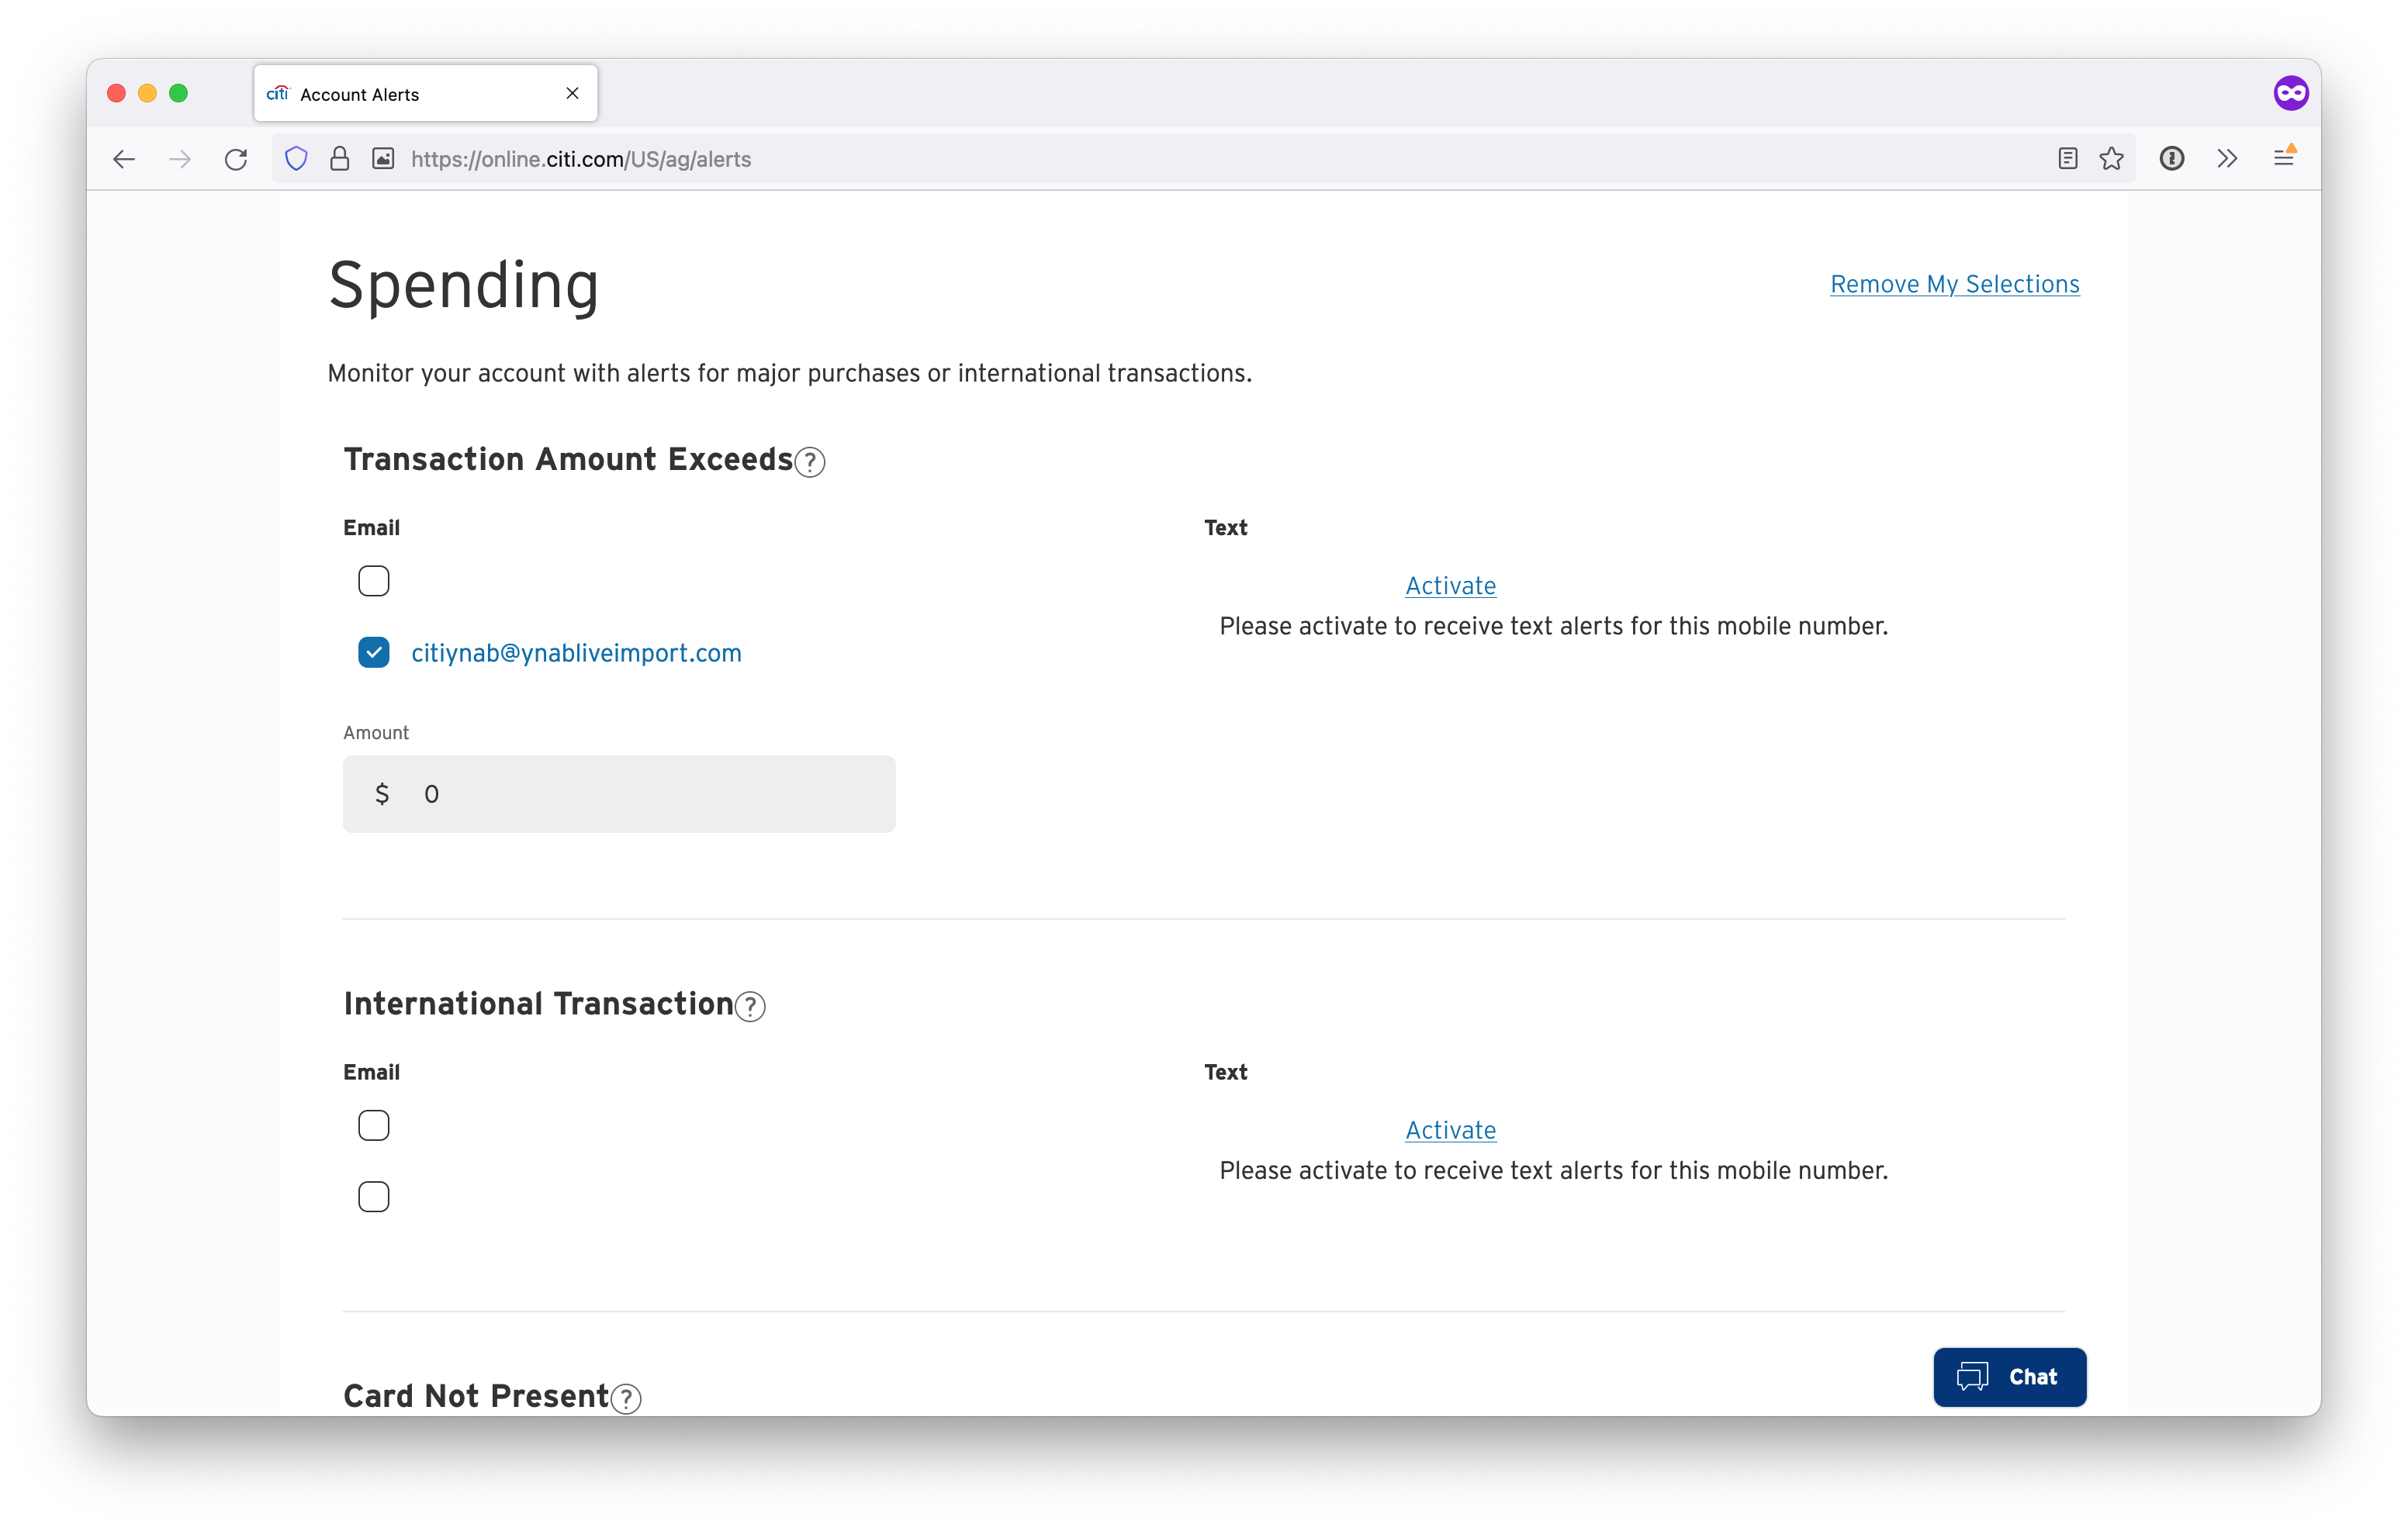 citi Account Alerts
https://online.citi.com/US/ag/alerts
Spending
Remove My Selections
Monitor your account with alerts for major purchases or international transactions.
Transaction Amount Exceeds ?
Email
Text
Activate
Please activate to receive text alerts for this mobile number.
citiynab@ynabliveimport.com
Amount
$ 0
International Transaction ?
Email
Text
Activate
Please activate to receive text alerts for this mobile number.
Card Not Present ?
Chat